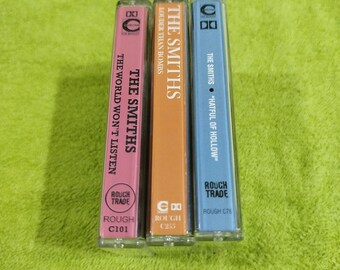 THE SMITHS
THE WORLD WON'T LISTEN
ROUGH TRADE
ROUGH
C101
THE SMITHS
LOUDER THAN BOMBS
ROUGH
C255
THE SMITHS • "HATFUL OF HOLLOW"
ROUGH
TRADE
ROUGH C76